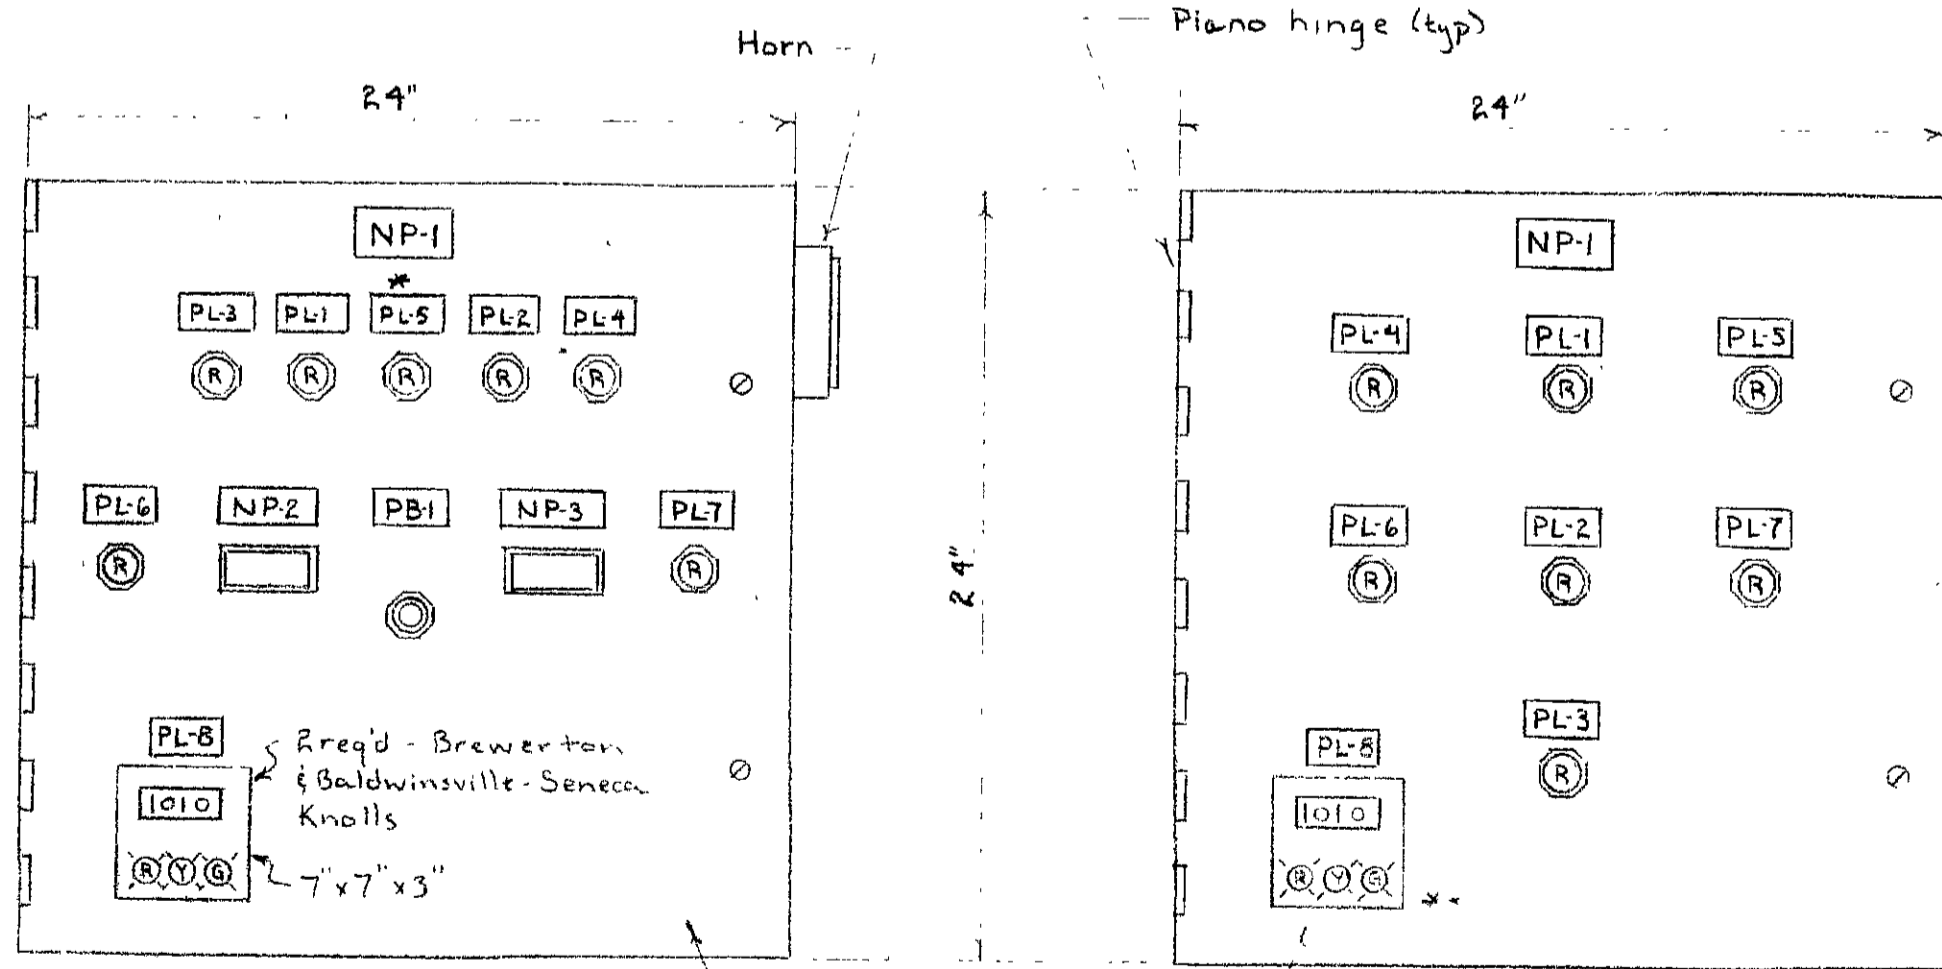 Horn
Piano hinge (typ)
24"
24"
NP-1
*
PL-3 PL-1 PL-5 PL-2 PL-4
R R R R R
PL-6 NP-2 PB-1 NP-3 PL-7
R R
PL-8
1010
R Y G
2 req'd - Brewerton
& Baldwinsville - Seneca
Knolls
7" x 7" x 3"
24"
NP-1
PL-4 PL-1 PL-5
R R R
PL-6 PL-2 PL-7
R R R
PL-3
R
PL-8
1010
R Y G
**